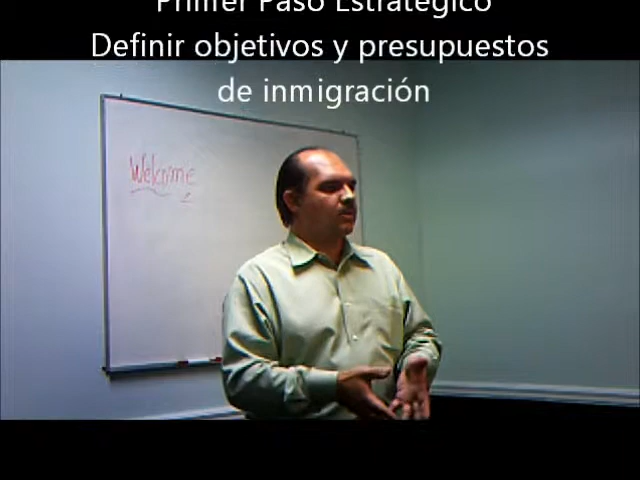 Primer Paso Estratégico
Definir objetivos y presupuestos
de inmigración
Welcome